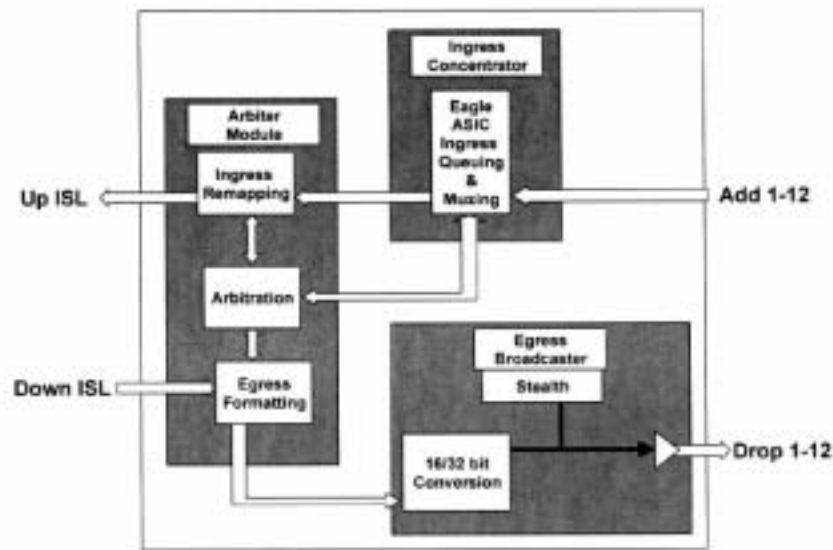 Ingress
Concentrator
Arbiter
Module
Eagle
ASIC
Ingress
Queuing
&
Muxing
Ingress
Remapping
Up ISL
Add 1-12
Arbitration
Egress
Broadcaster
Stealth
Down ISL
Egress
Formatting
16/32 bit
Conversion
Drop 1-12